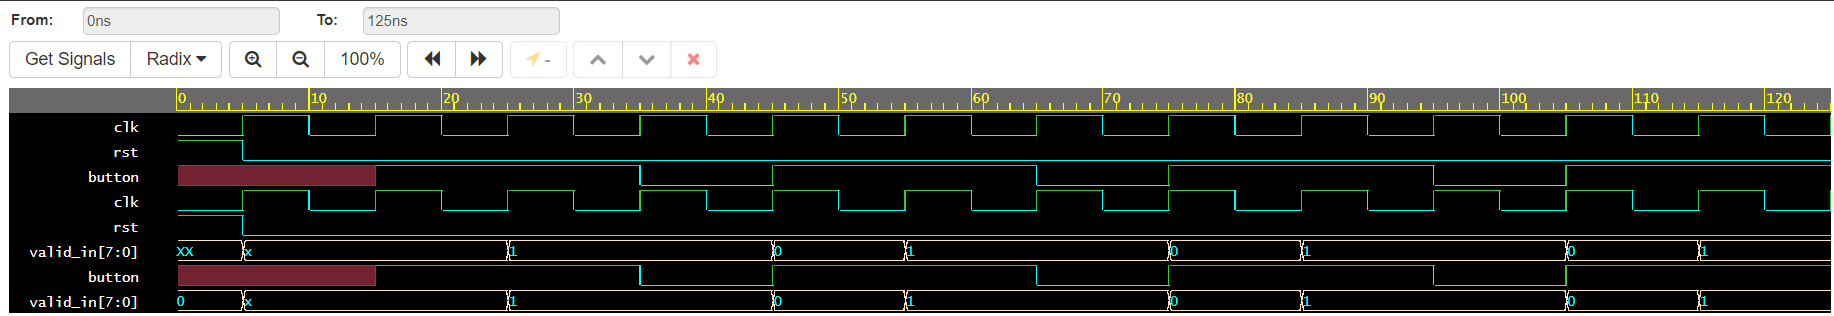 From: 0ns To: 125ns
Get Signals Radix 100% -
0 10 20 30 40 50 60 70 80 90 100 110 120
clk
rst
button
clk
rst
valid_in[7:0] XX x 1 0 1 0 1 0 1
button
valid_in[7:0] 0 x 1 0 1 0 1 0 1